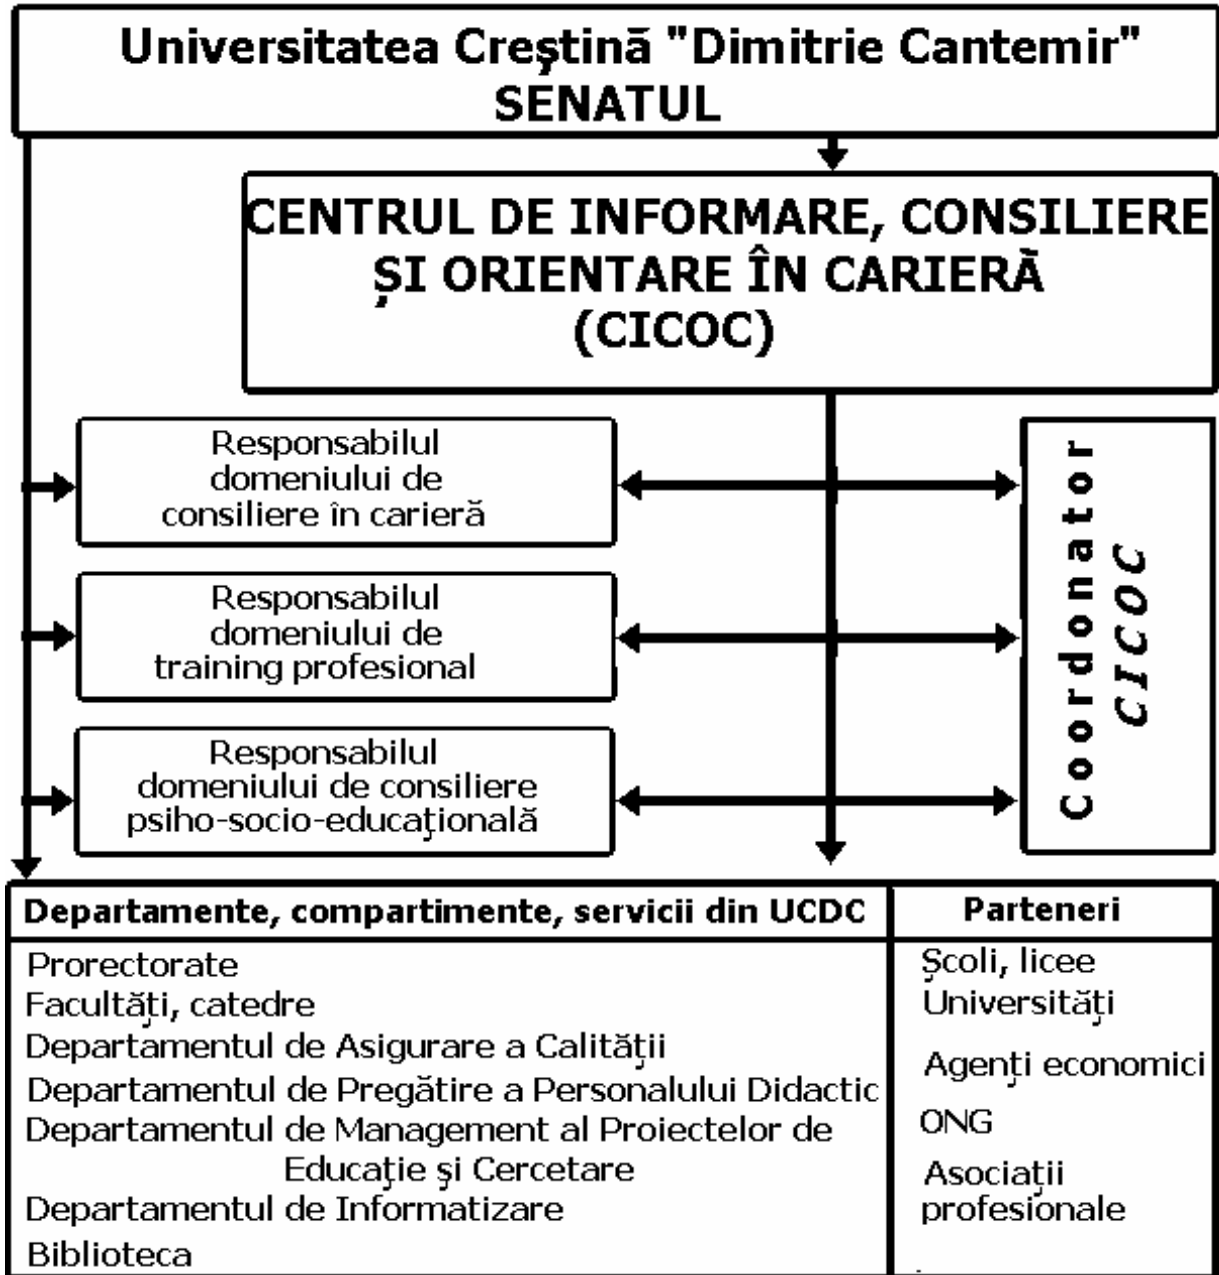 Universitatea Creştină "Dimitrie Cantemir"
SENATUL
CENTRUL DE INFORMARE, CONSILIERE
ŞI ORIENTARE ÎN CARIERĂ
(CICOC)
Responsabilul
domeniului de
consiliere în carieră
Responsabilul
domeniului de
training profesional
Responsabilul
domeniului de consiliere
psiho-socio-educaţională
Coordonator
CICOC
Departamente, compartimente, servicii din UCDC
Prorectorate
Facultăţi, catedre
Departamentul de Asigurare a Calităţii
Departamentul de Pregătire a Personalului Didactic
Departamentul de Management al Proiectelor de
Educaţie şi Cercetare
Departamentul de Informatizare
Biblioteca
Parteneri
Şcoli, licee
Universităţi
Agenţi economici
ONG
Asociaţii
profesionale